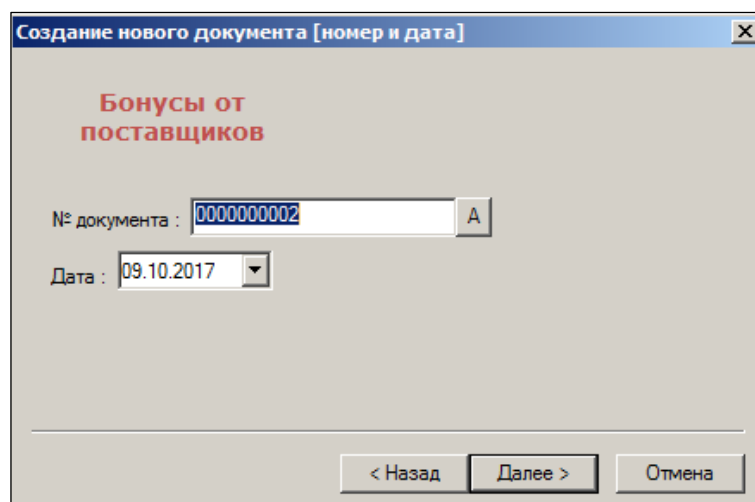 Создание нового документа [номер и дата]
Бонусы от
поставщиков
№ документа : 0000000002 А
Дата : 09.10.2017
< Назад Далее > Отмена